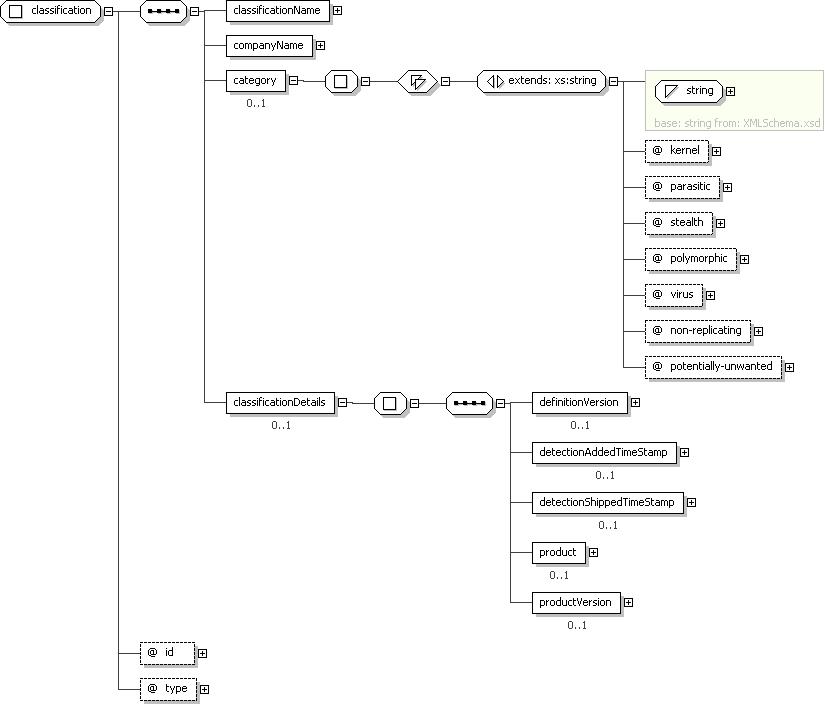 classification
classificationName
companyName
category
0..1
extends: xs:string
string
base: string from: XMLSchema.xsd
@ kernel
@ parasitic
@ stealth
@ polymorphic
@ virus
@ non-replicating
@ potentially-unwanted
classificationDetails
0..1
definitionVersion
0..1
detectionAddedTimeStamp
0..1
detectionShippedTimeStamp
0..1
product
0..1
productVersion
0..1
@ id
@ type